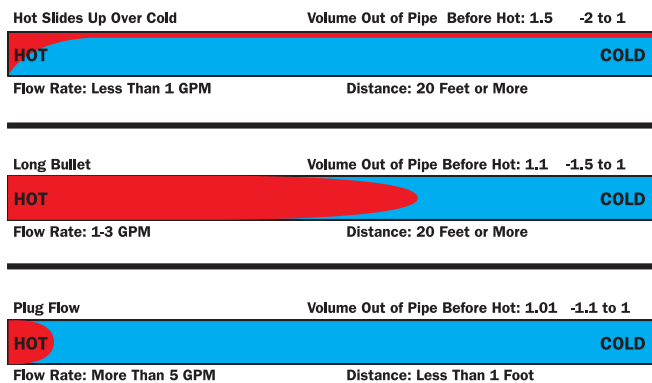 Hot Slides Up Over Cold Volume Out of Pipe Before Hot: 1.5 -2 to 1
HOT COLD
Flow Rate: Less Than 1 GPM Distance: 20 Feet or More
Long Bullet Volume Out of Pipe Before Hot: 1.1 -1.5 to 1
HOT COLD
Flow Rate: 1-3 GPM Distance: 20 Feet or More
Plug Flow Volume Out of Pipe Before Hot: 1.01 -1.1 to 1
HOT COLD
Flow Rate: More Than 5 GPM Distance: Less Than 1 Foot